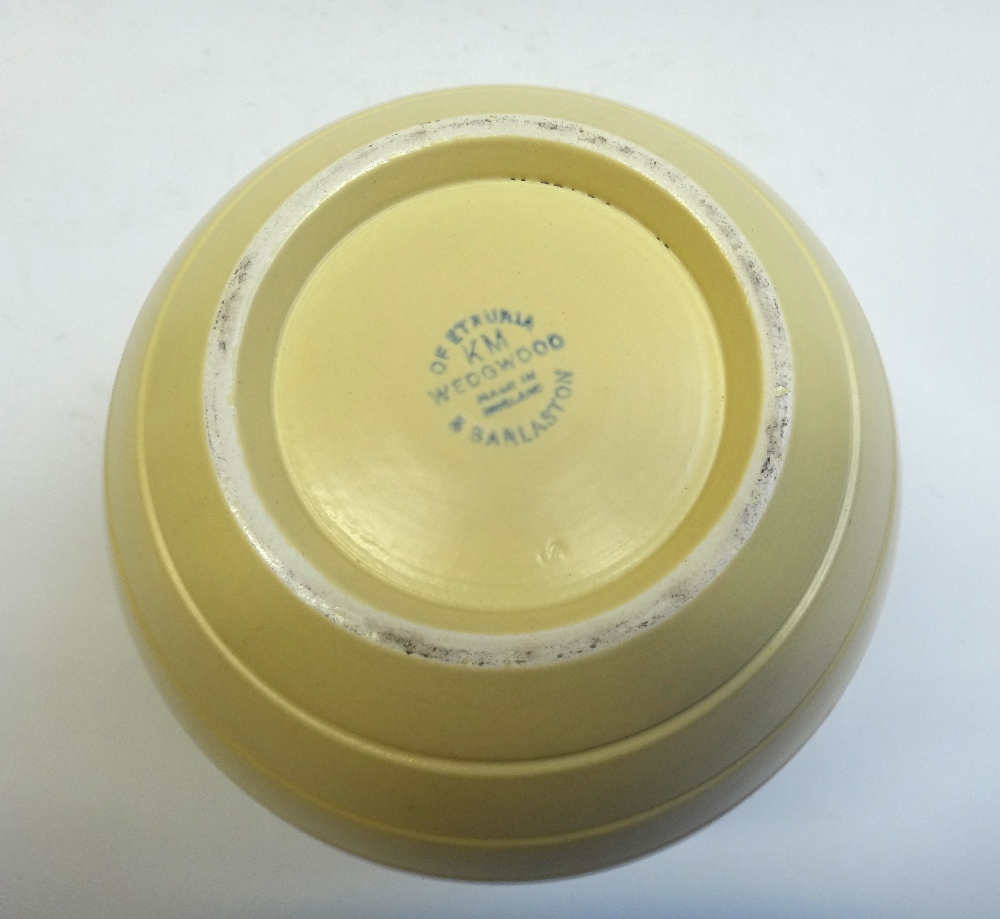 OF ETRURIA
KM
WEDGWOOD
MADE IN
ENGLAND
& BARLASTON